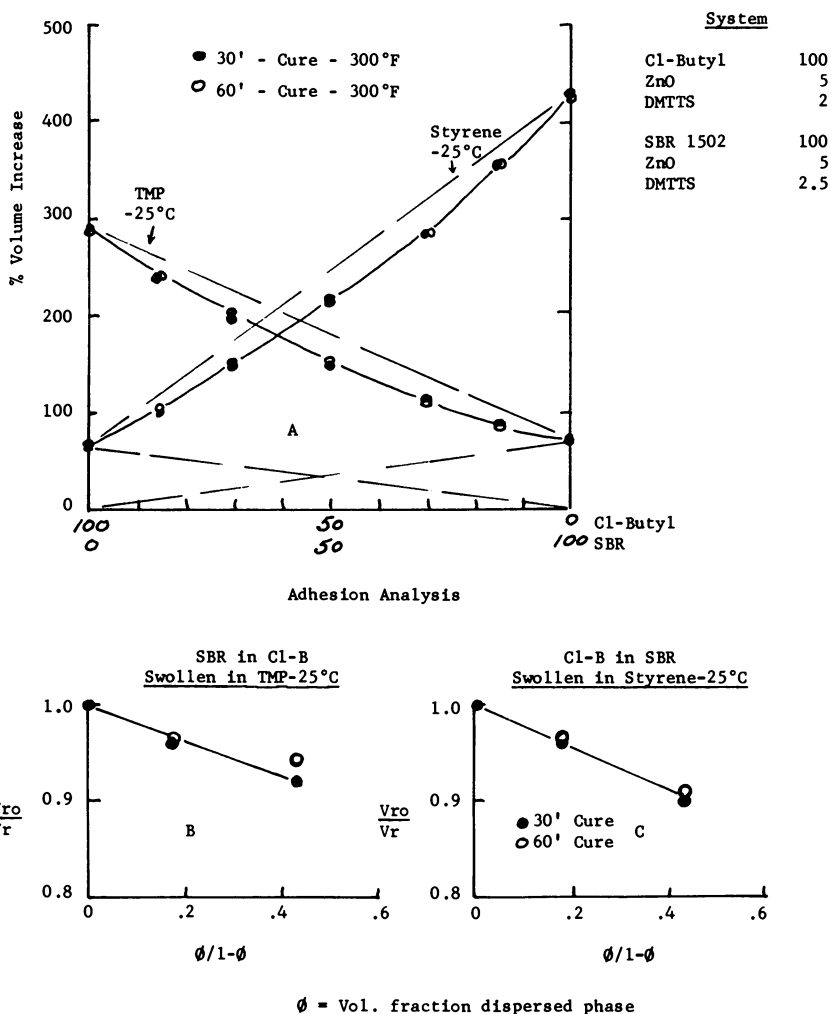 System
Cl-Butyl 100
ZnO 5
DMTTS 2
SBR 1502 100
ZnO 5
DMTTS 2.5
500
400
300
200
100
0
% Volume Increase
30' - Cure - 300°F
60' - Cure - 300°F
Styrene
-25°C
TMP
-25°C
A
100 50 0 Cl-Butyl
0 50 100 SBR
Adhesion Analysis
SBR in Cl-B
Swollen in TMP-25°C
1.0
0.9
0.8
Vro
Vr
B
0 .2 .4 .6
Ø/1-Ø
Cl-B in SBR
Swollen in Styrene-25°C
1.0
0.9
0.8
Vro
Vr
30' Cure
60' Cure
C
0 .2 .4 .6
Ø/1-Ø
Ø = Vol. fraction dispersed phase